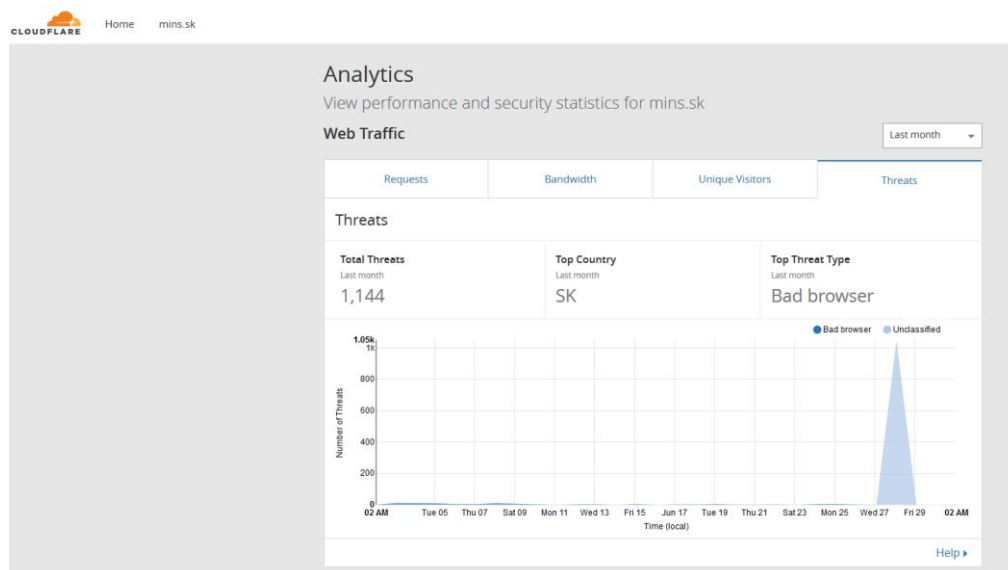 CLOUDFLARE
Home mins.sk
Analytics
View performance and security statistics for mins.sk
Web Traffic
Last month
Requests Bandwidth Unique Visitors Threats
Threats
Total Threats Top Country Top Threat Type
Last month Last month Last month
1,144 SK Bad browser
Bad browser Unclassified
1.05k
1k
800
600
400
200
0
Number of Threats
02 AM Tue 05 Thu 07 Sat 09 Mon 11 Wed 13 Fri 15 Jun 17 Tue 19 Thu 21 Sat 23 Mon 25 Wed 27 Fri 29 02 AM
Time (local)
Help